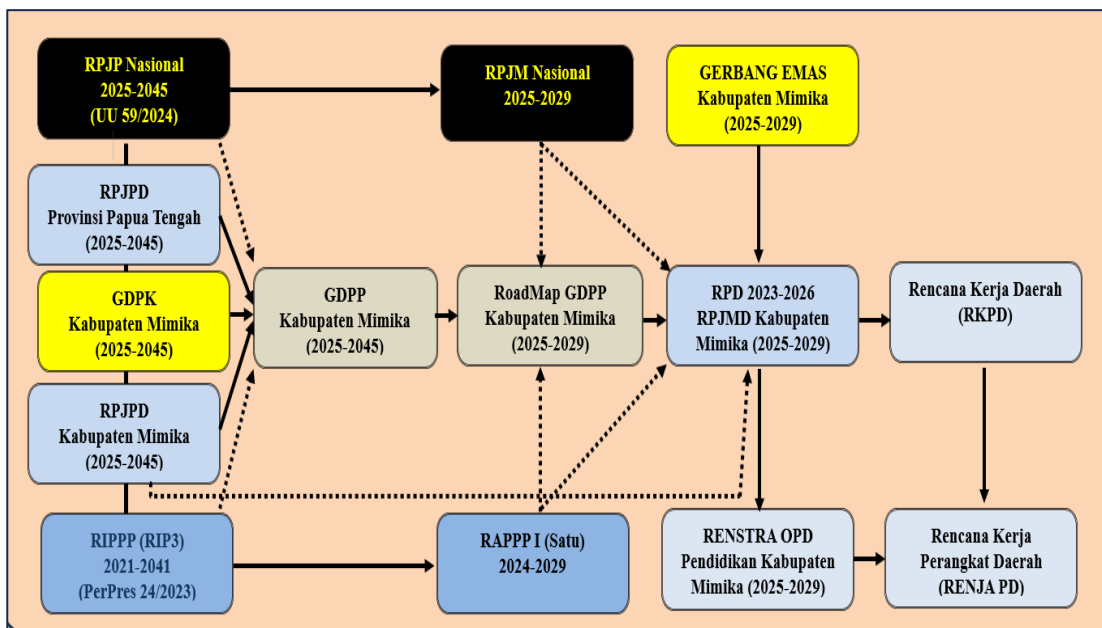 RPJP Nasional
2025-2045
(UU 59/2024)
RPJM Nasional
2025-2029
GERBANG EMAS
Kabupaten Mimika
(2025-2029)
RPJPD
Provinsi Papua Tengah
(2025-2045)
GDPK
Kabupaten Mimika
(2025-2045)
GDPP
Kabupaten Mimika
(2025-2045)
RoadMap GDPP
Kabupaten Mimika
(2025-2029)
RPD 2023-2026
RPJMD Kabupaten
Mimika (2025-2029)
Rencana Kerja Daerah
(RKPD)
RPJPD
Kabupaten Mimika
(2025-2045)
RIPPP (RIP3)
2021-2041
(PerPres 24/2023)
RAPPP I (Satu)
2024-2029
RENSTRA OPD
Pendidikan Kabupaten
Mimika (2025-2029)
Rencana Kerja
Perangkat Daerah
(RENJA PD)